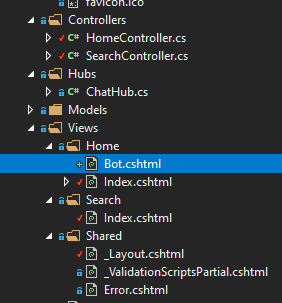 favicon.ico
Controllers
C# HomeController.cs
C# SearchController.cs
Hubs
C# ChatHub.cs
Models
Views
Home
Bot.cshtml
Index.cshtml
Search
Index.cshtml
Shared
_Layout.cshtml
_ValidationScriptsPartial.cshtml
Error.cshtml